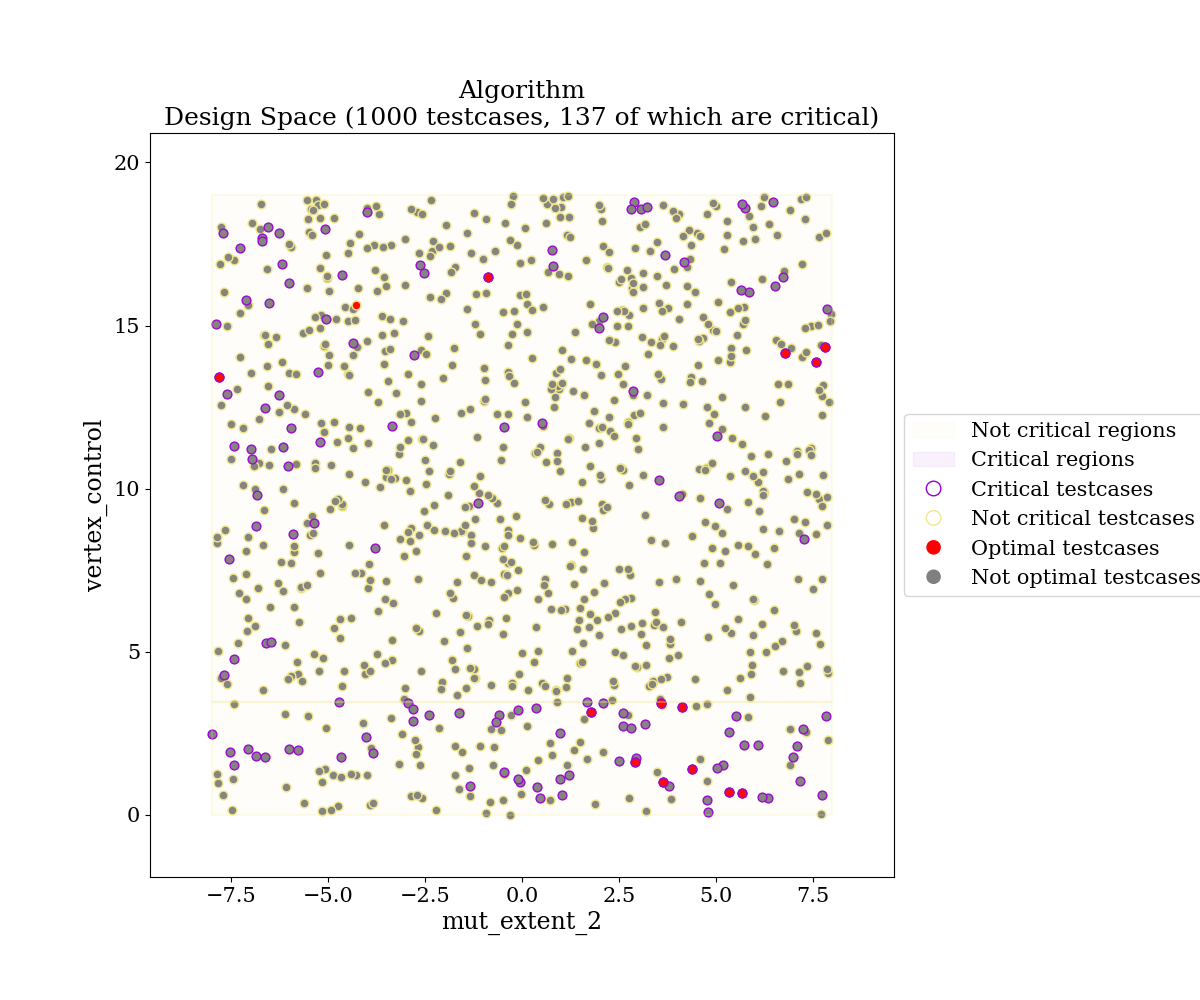 Algorithm
Design Space (1000 testcases, 137 of which are critical)
20
15
10
5
0
vertex_control
−7.5
−5.0
−2.5
0.0
2.5
5.0
7.5
mut_extent_2
Not critical regions
Critical regions
Critical testcases
Not critical testcases
Optimal testcases
Not optimal testcases